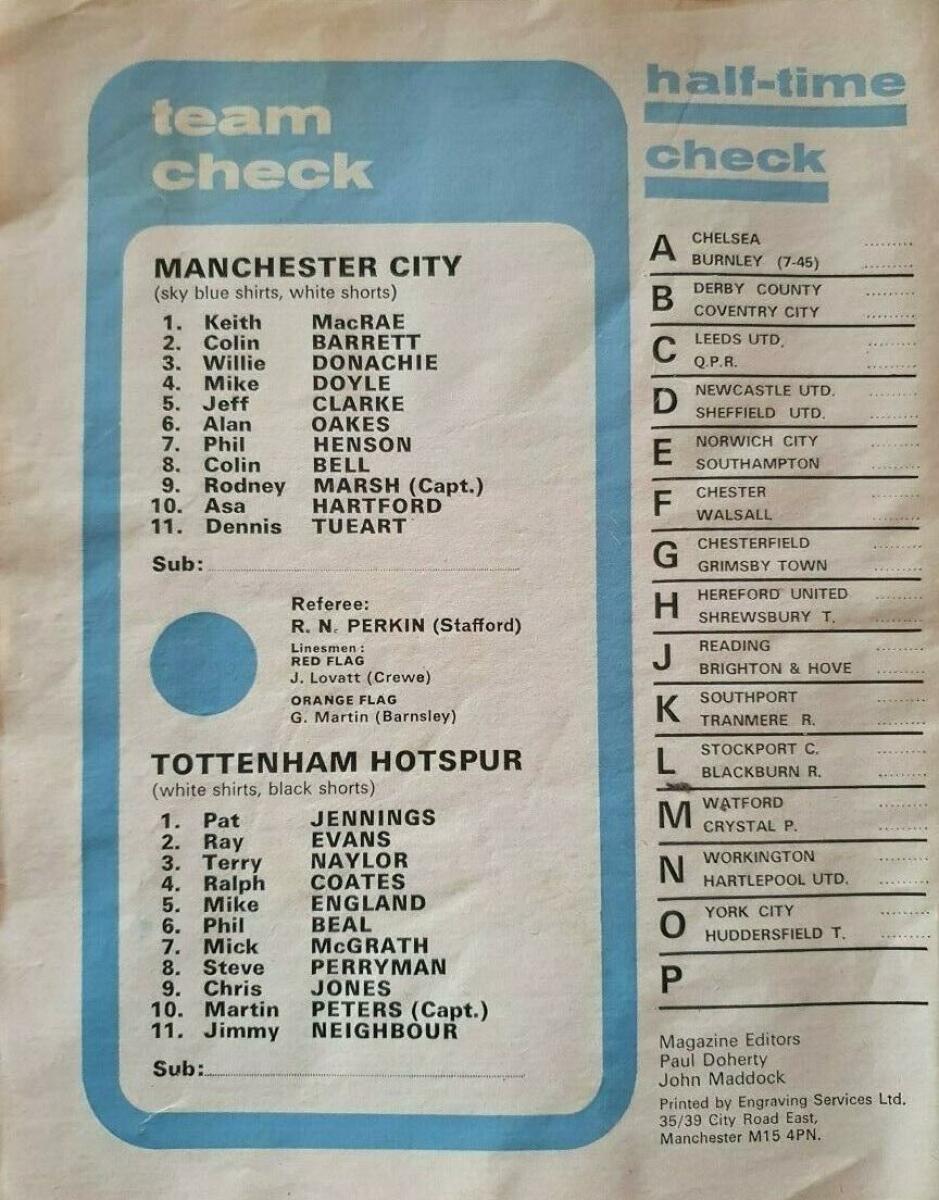 team
check
MANCHESTER CITY
(sky blue shirts, white shorts)
1. Keith MacRAE
2. Colin BARRETT
3. Willie DONACHIE
4. Mike DOYLE
5. Jeff CLARKE
6. Alan OAKES
7. Phil HENSON
8. Colin BELL
9. Rodney MARSH (Capt.)
10. Asa HARTFORD
11. Dennis TUEART
Sub:
Referee:
R. N. PERKIN (Stafford)
Linesmen:
RED FLAG
J. Lovatt (Crewe)
ORANGE FLAG
G. Martin (Barnsley)
TOTTENHAM HOTSPUR
(white shirts, black shorts)
1. Pat JENNINGS
2. Ray EVANS
3. Terry NAYLOR
4. Ralph COATES
5. Mike ENGLAND
6. Phil BEAL
7. Mick McGRATH
8. Steve PERRYMAN
9. Chris JONES
10. Martin PETERS (Capt.)
11. Jimmy NEIGHBOUR
Sub:
half-time
check
A CHELSEA
BURNLEY (7-45)
B DERBY COUNTY
COVENTRY CITY
C LEEDS UTD.
Q.P.R.
D NEWCASTLE UTD.
SHEFFIELD UTD.
E NORWICH CITY
SOUTHAMPTON
F CHESTER
WALSALL
G CHESTERFIELD
GRIMSBY TOWN
H HEREFORD UNITED
SHREWSBURY T.
J READING
BRIGHTON & HOVE
K SOUTHPORT
TRANMERE R.
L STOCKPORT C.
BLACKBURN R.
M WATFORD
CRYSTAL P.
N WORKINGTON
HARTLEPOOL UTD.
O YORK CITY
HUDDERSFIELD T.
P
Magazine Editors
Paul Doherty
John Maddock
Printed by Engraving Services Ltd.
35/39 City Road East,
Manchester M15 4PN.